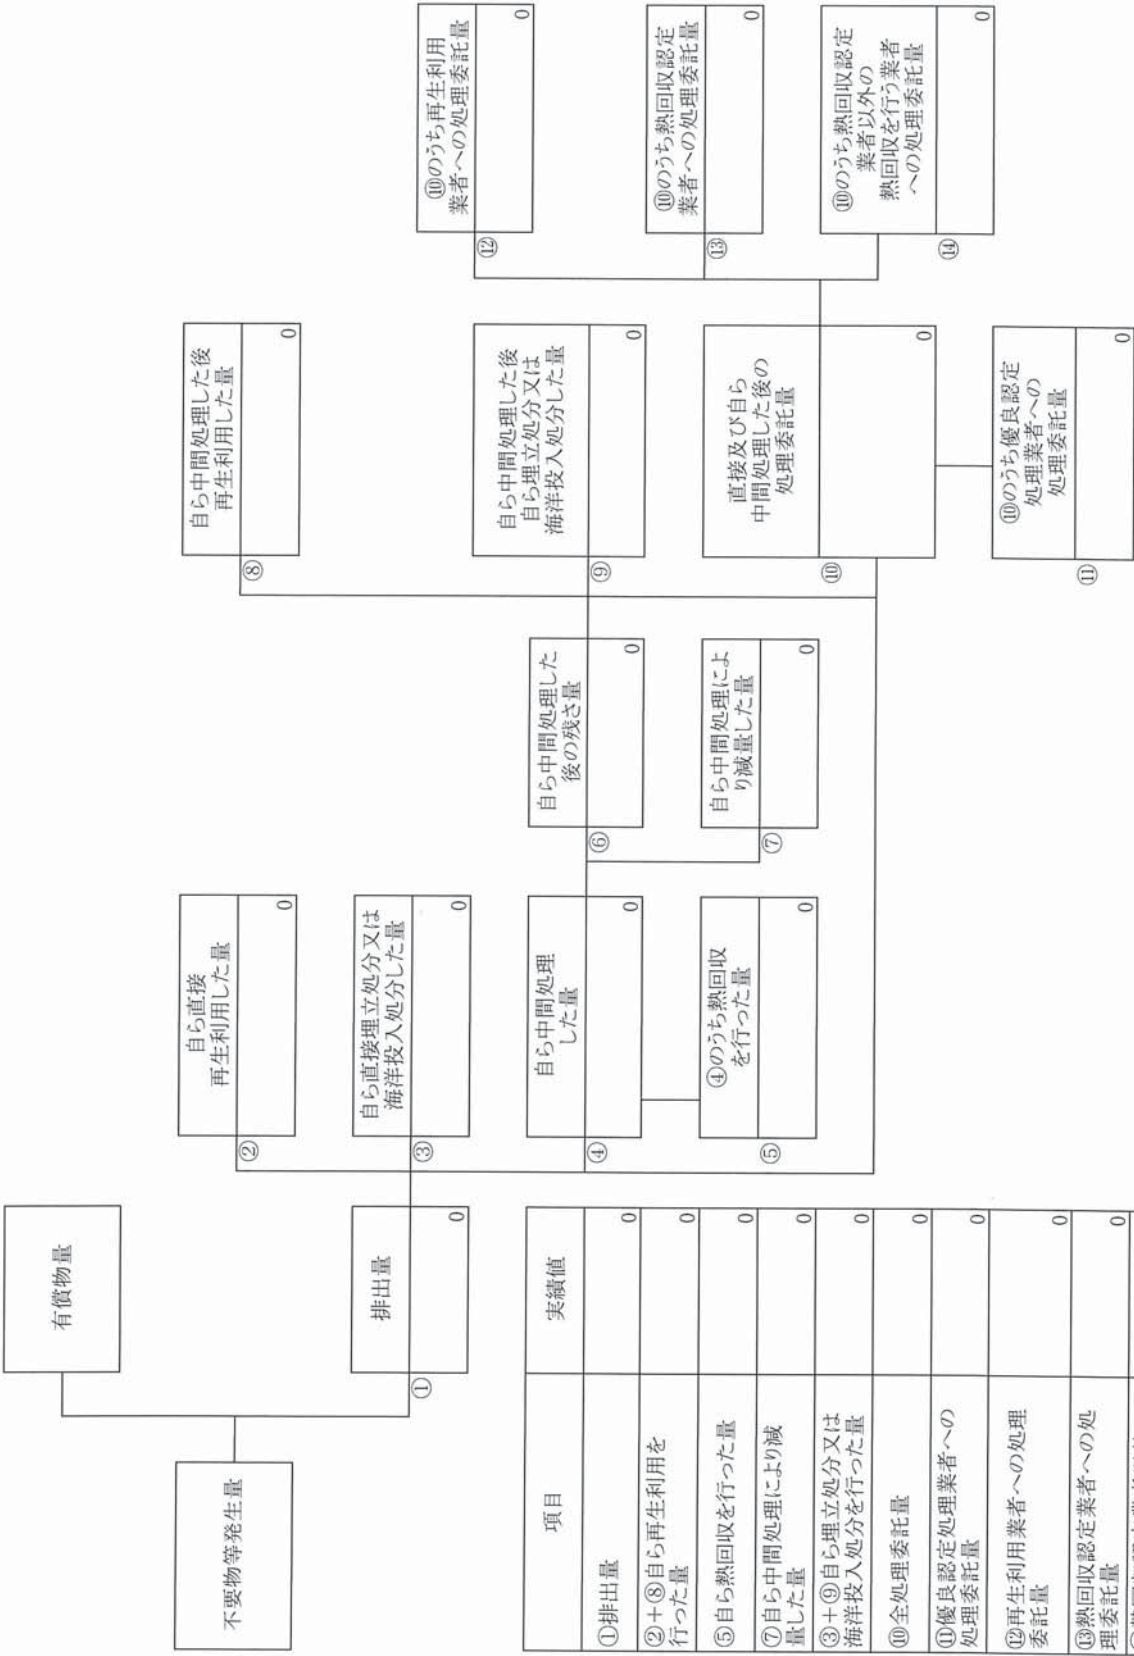 不要物等発生量
有償物量
①
排出量
0
②
自ら直接
再生利用した量
0
③
自ら直接埋立処分又は
海洋投入処分した量
0
④
自ら中間処理
した量
0
⑤
④のうち熱回収
を行った量
0
⑥
自ら中間処理した
後の残さ量
0
⑦
自ら中間処理によ
り減量した量
0
⑧
自ら中間処理した後
再生利用した量
0
⑨
自ら中間処理した後
自ら埋立処分又は
海洋投入処分した量
0
⑩
直接及び自ら
中間処理した後の
処理委託量
0
⑪
⑩のうち優良認定
処理業者への
処理委託量
0
⑫
⑩のうち再生利用
業者への処理委託量
0
⑬
⑩のうち熱回収認定
業者への処理委託量
0
⑭
⑩のうち熱回収認定
業者以外の
熱回収を行う業者
への処理委託量
0
項目 実績値
①排出量 0
②+⑧自ら再生利用を
行った量 0
⑤自ら熱回収を行った量 0
⑦自ら中間処理により減
量した量 0
③+⑨自ら埋立処分又は
海洋投入処分を行った量 0
⑩全処理委託量 0
⑪優良認定処理業者への
処理委託量 0
⑫再生利用業者への処理
委託量 0
⑬熱回収認定業者への処
理委託量 0